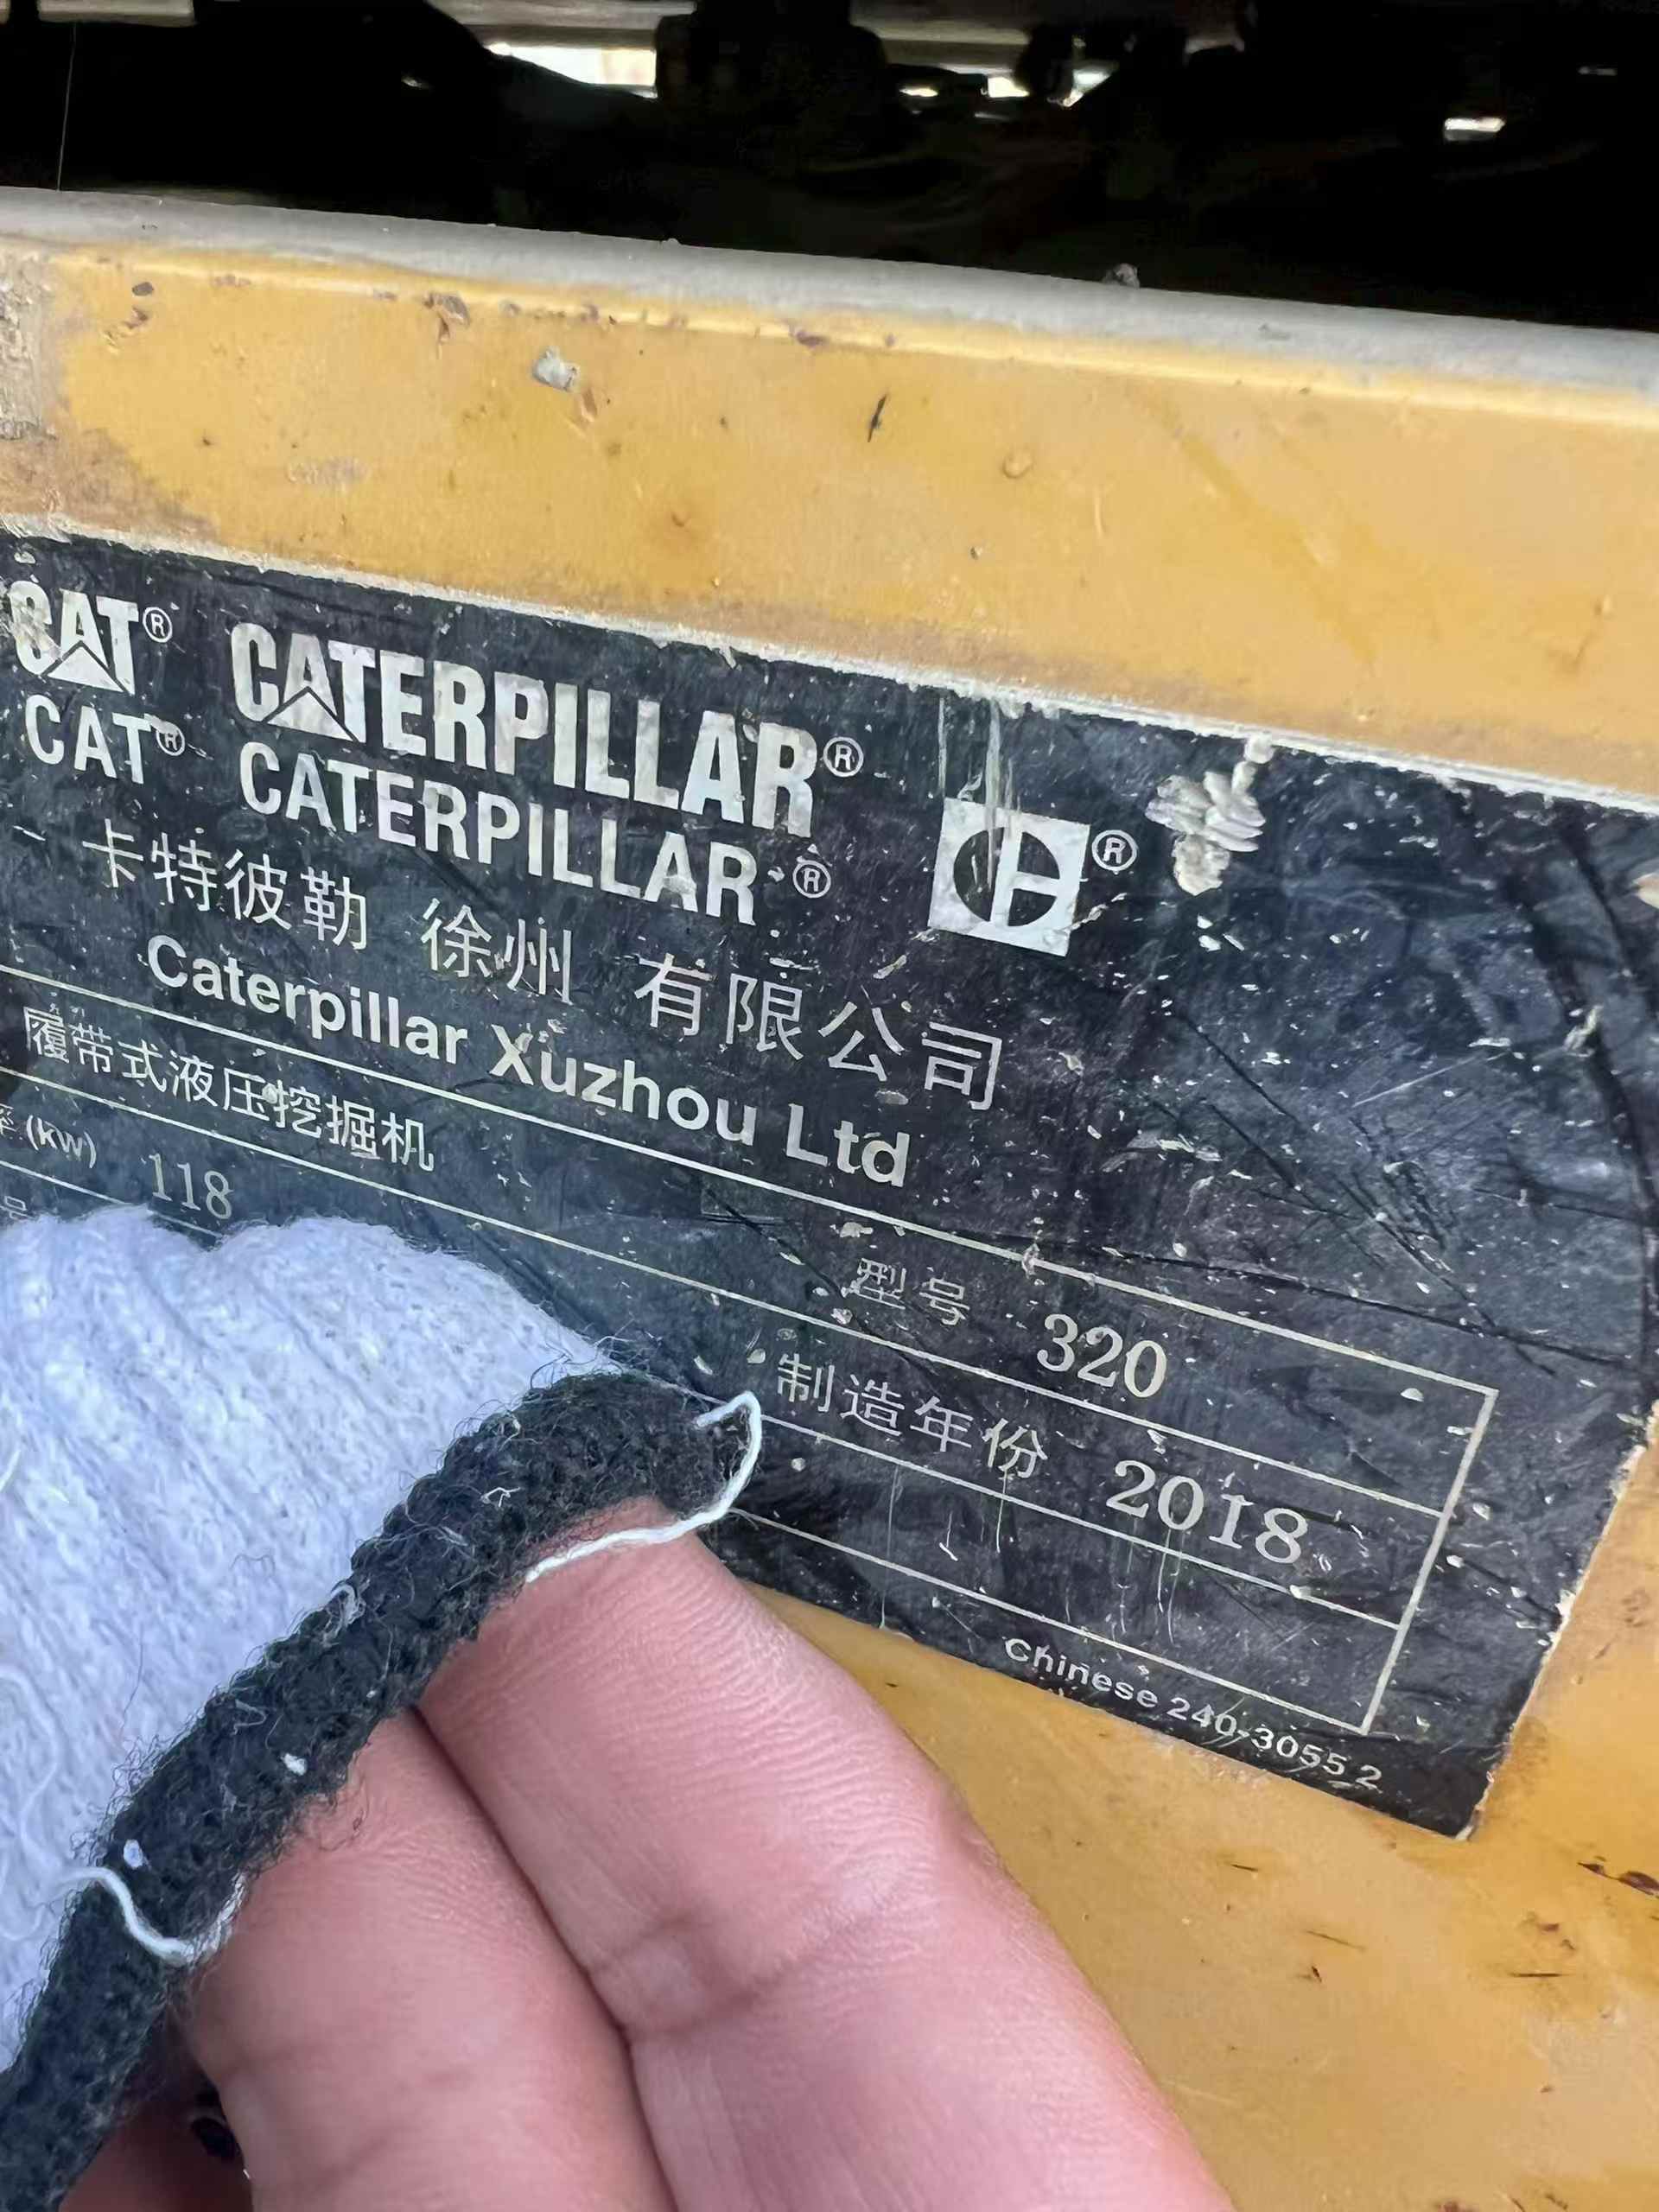 CAT® CATERPILLAR®
CAT® CATERPILLAR®
卡特彼勒 徐州 有限公司
Caterpillar Xuzhou Ltd
履带式液压挖掘机 型号 320
率(KW) 118 制造年份 2018
号
Chinese 240-3055 2